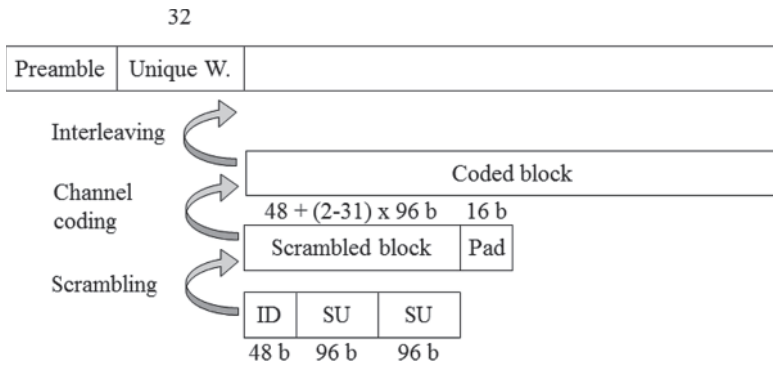 32
Preamble Unique W.
Interleaving
Coded block
Channel
coding
48 + (2-31) x 96 b 16 b
Scrambled block Pad
Scrambling
ID SU SU
48 b 96 b 96 b